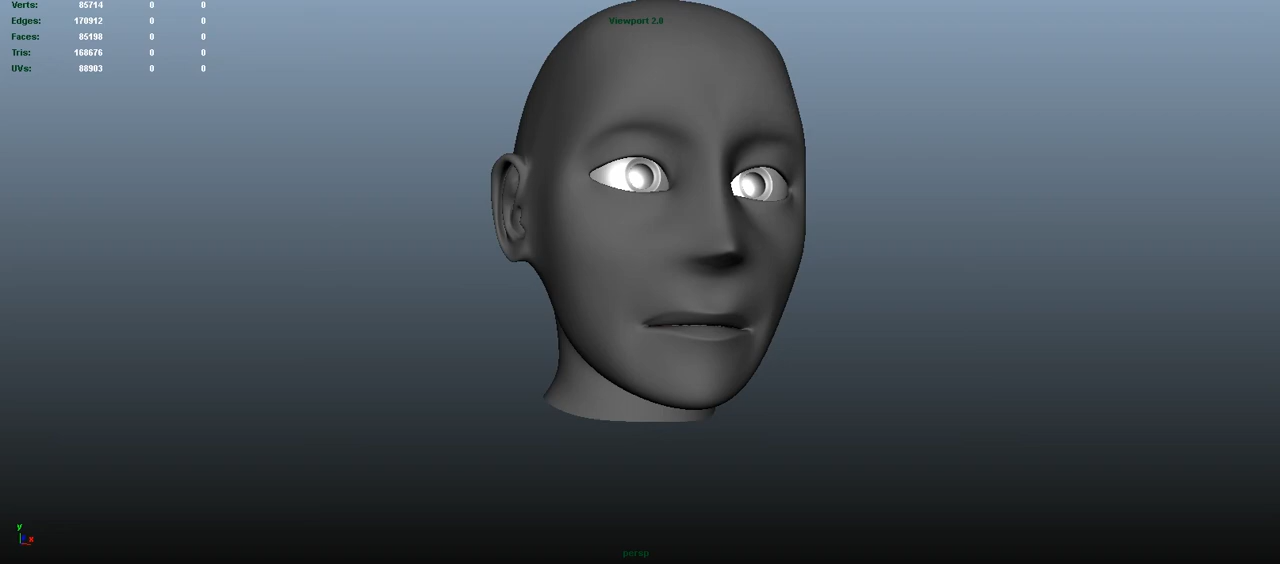 Verts: 85714 0 0
Viewport 2.0
Edges: 170912 0 0
Faces: 85198 0 0
Tris: 168676 0 0
UVs: 88903 0 0
y
x
persp